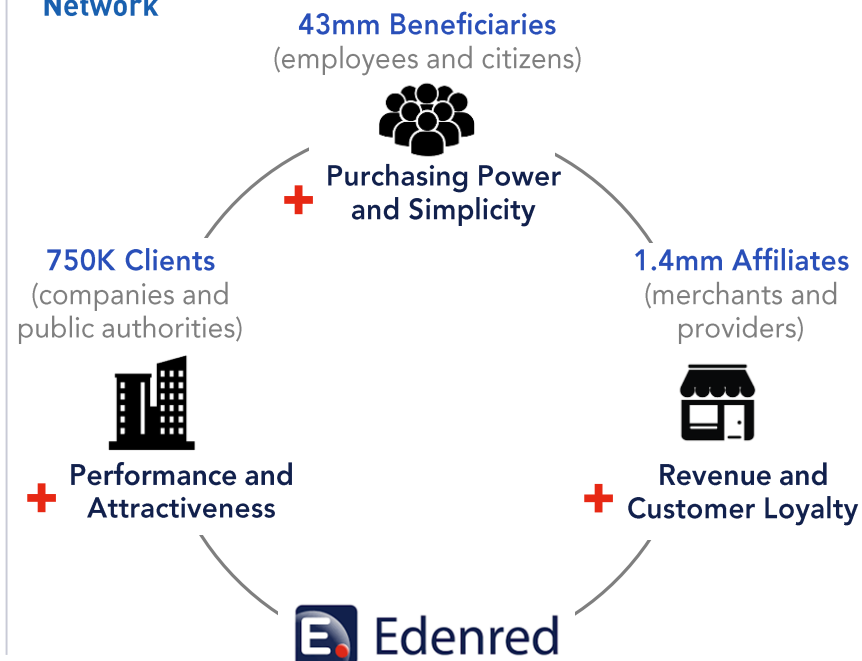 Network
43mm Beneficiaries
(employees and citizens)
+ Purchasing Power
and Simplicity
750K Clients
(companies and
public authorities)
+ Performance and
Attractiveness
1.4mm Affiliates
(merchants and
providers)
+ Revenue and
Customer Loyalty
E. Edenred